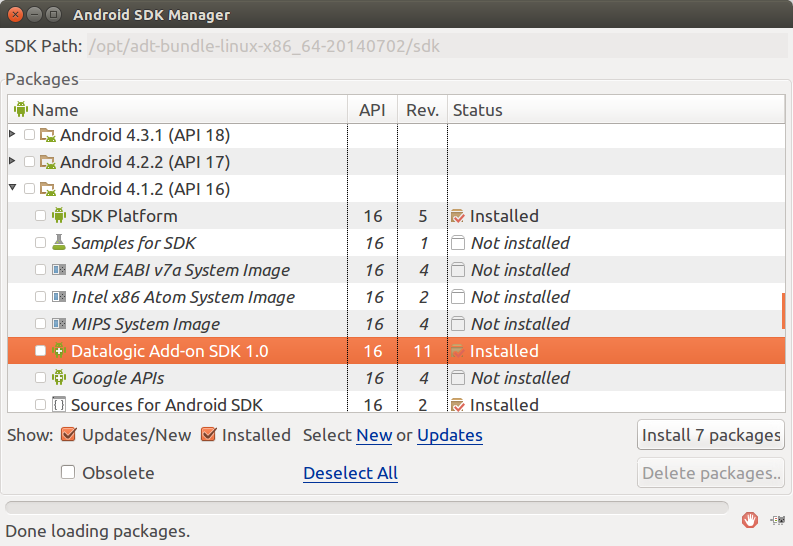 Android SDK Manager
SDK Path: /opt/adt-bundle-linux-x86_64-20140702/sdk
Packages
Name API Rev. Status
Android 4.3.1 (API 18)
Android 4.2.2 (API 17)
Android 4.1.2 (API 16)
SDK Platform 16 5 Installed
Samples for SDK 16 1 Not installed
ARM EABI v7a System Image 16 4 Not installed
Intel x86 Atom System Image 16 2 Not installed
MIPS System Image 16 4 Not installed
Datalogic Add-on SDK 1.0 16 11 Installed
Google APIs 16 4 Not installed
Sources for Android SDK 16 2 Installed
Show: Updates/New Installed Select New or Updates Install 7 packages
Obsolete Deselect All Delete packages..
Done loading packages.